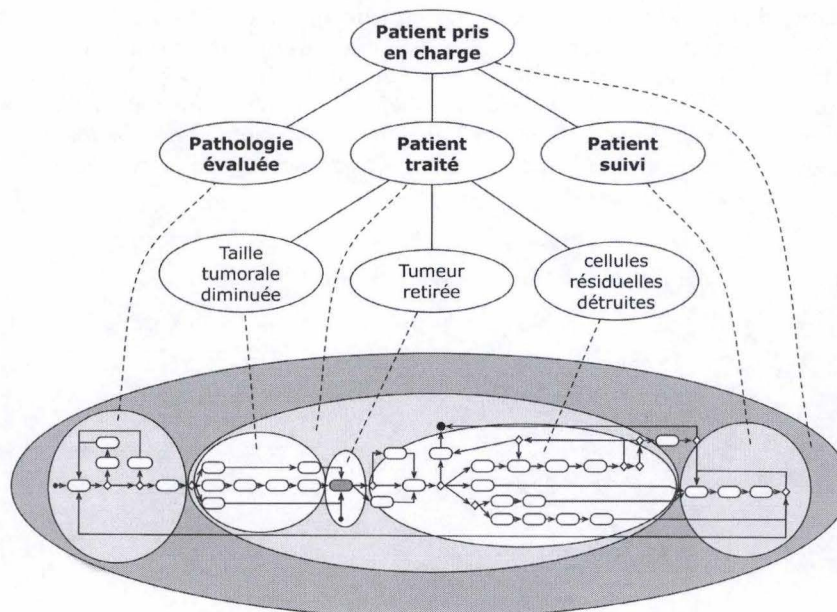 Patient pris
en charge
Pathologie
évaluée
Patient
traité
Patient
suivi
Taille
tumorale
diminuée
Tumeur
retirée
cellules
résiduelles
détruites